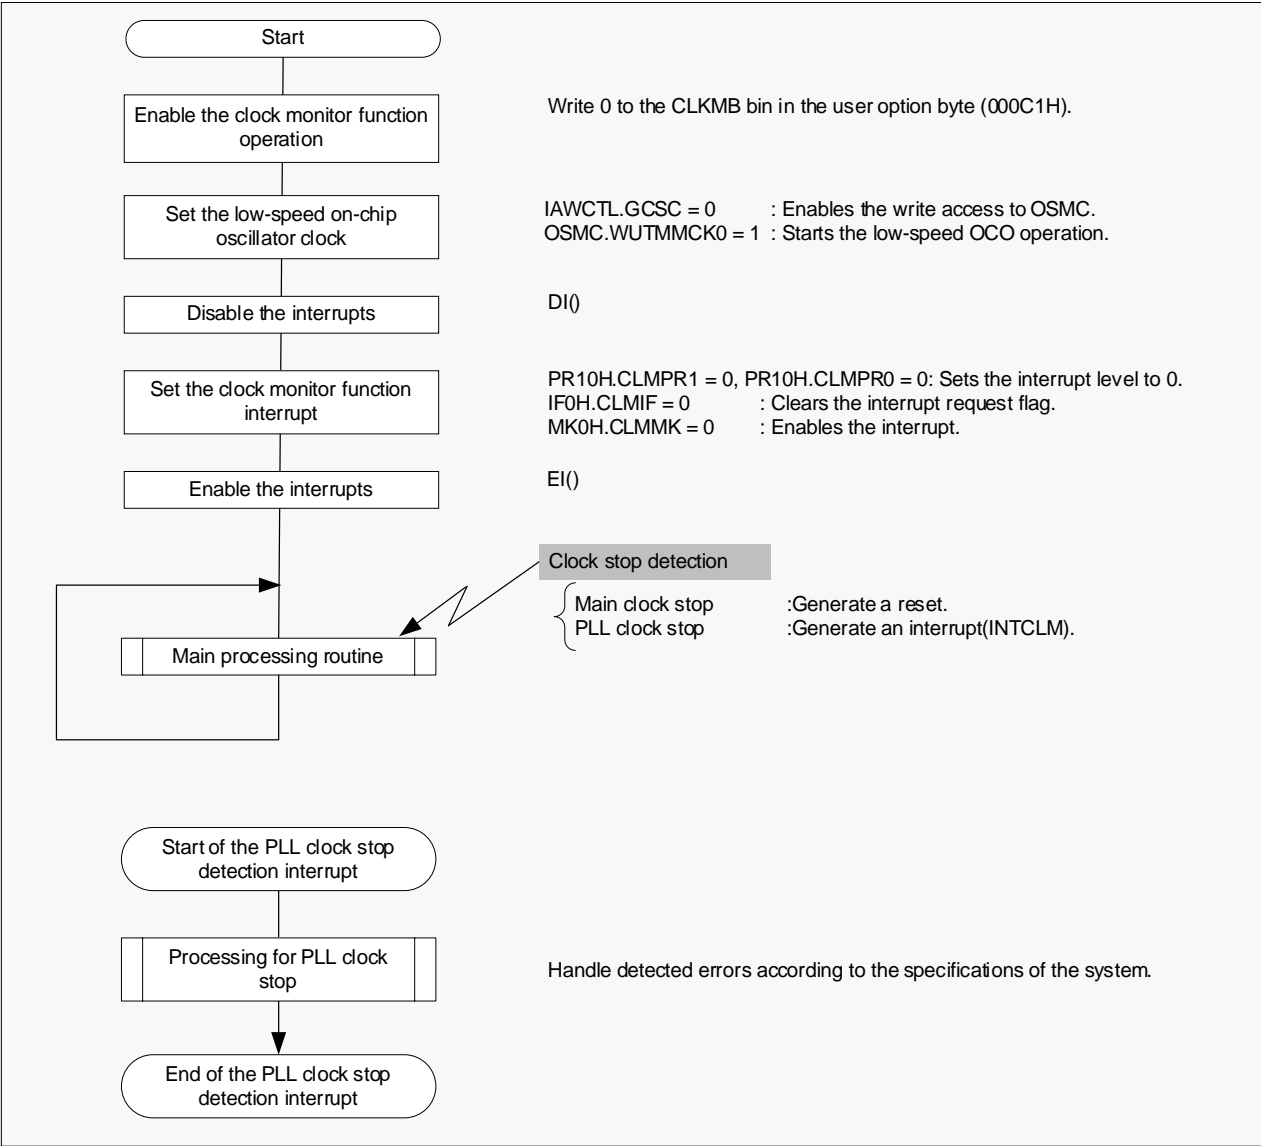 Start
Enable the clock monitor function
operation
Write 0 to the CLKMB bin in the user option byte (000C1H).
Set the low-speed on-chip
oscillator clock
IAWCTL.GCSC = 0 : Enables the write access to OSMC.
OSMC.WUTMMCK0 = 1 : Starts the low-speed OCO operation.
Disable the interrupts
DI()
Set the clock monitor function
interrupt
PR10H.CLMPR1 = 0, PR10H.CLMPR0 = 0: Sets the interrupt level to 0.
IF0H.CLMIF = 0 : Clears the interrupt request flag.
MK0H.CLMMK = 0 : Enables the interrupt.
Enable the interrupts
EI()
Clock stop detection
Main clock stop :Generate a reset.
PLL clock stop :Generate an interrupt(INTCLM).
Main processing routine
Start of the PLL clock stop
detection interrupt
Processing for PLL clock
stop
Handle detected errors according to the specifications of the system.
End of the PLL clock stop
detection interrupt